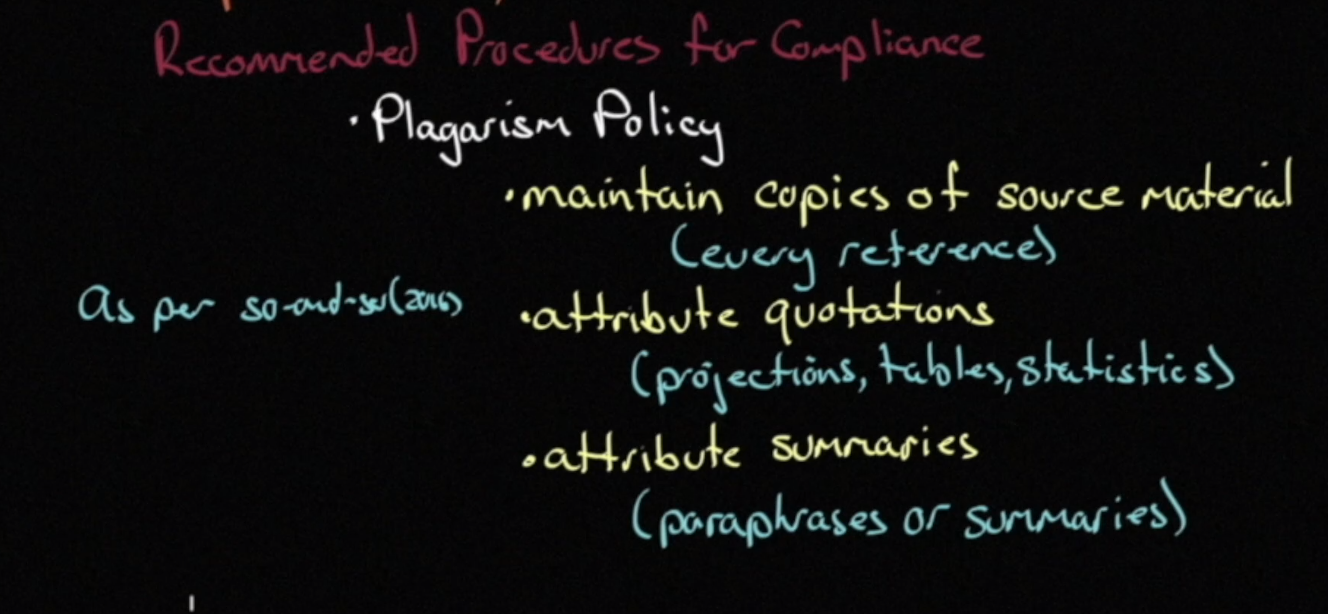 Recommended Procedures for Compliance
· Plagarism Policy
· maintain copies of source material
(every reference)
As per so-and-so (2016)
· attribute quotations
(projections, tables, statistics)
· attribute summaries
(paraphrases or summaries)